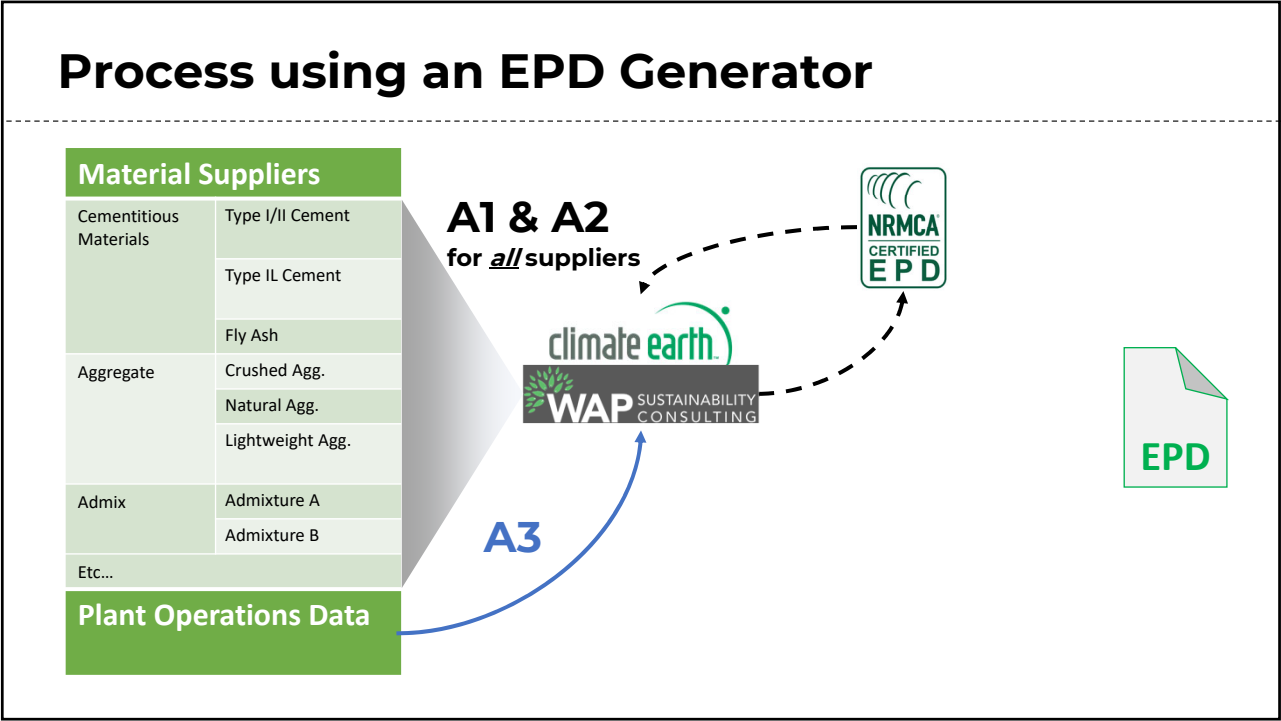 Process using an EPD Generator
Material Suppliers
Cementitious
Materials
Type I/II Cement
Type IL Cement
Fly Ash
Aggregate
Crushed Agg.
Natural Agg.
Lightweight Agg.
Admix
Admixture A
Admixture B
Etc...
Plant Operations Data
A1 & A2
for all suppliers
A3
climate earth™
WAP SUSTAINABILITY
CONSULTING
NRMCA
CERTIFIED
EPD
EPD